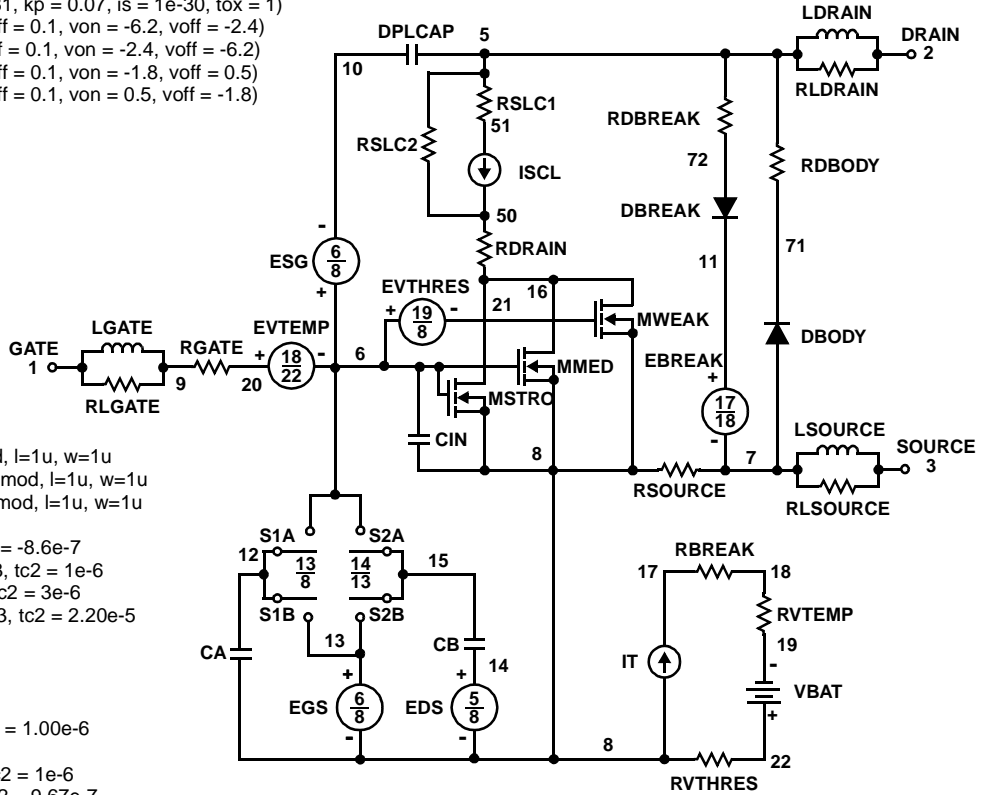 31, kp = 0.07, is = 1e-30, tox = 1)
ff = 0.1, von = -6.2, voff = -2.4)
f = 0.1, von = -2.4, voff = -6.2)
ff = 0.1, von = -1.8, voff = 0.5)
ff = 0.1, von = 0.5, voff = -1.8)
d, l=1u, w=1u
mod, l=1u, w=1u
mod, l=1u, w=1u
= -8.6e-7
3, tc2 = 1e-6
c2 = 3e-6
3, tc2 = 2.20e-5
= 1.00e-6
c2 = 1e-6
DPLCAP
5
10
LDRAIN
DRAIN
2
RLDRAIN
RSLC1
51
RSLC2
ISCL
50
RDRAIN
RDBREAK
72
RDBODY
DBREAK
11
71
ESG
-
6
8
+
EVTHRES
+
19
8
-
21
16
MWEAK
LGATE
GATE
1
RLGATE
9
RGATE
20
EVTEMP
+
18
22
-
6
MMED
MSTRO
CIN
8
EBREAK
+
17
18
-
DBODY
7
RSOURCE
LSOURCE
SOURCE
3
RLSOURCE
S1A
S2A
12
13
8
14
13
15
S1B
S2B
13
CA
CB
14
EGS
+
6
8
-
EDS
+
5
8
-
8
RBREAK
17
18
RVTEMP
19
IT
-
VBAT
+
22
RVTHRES